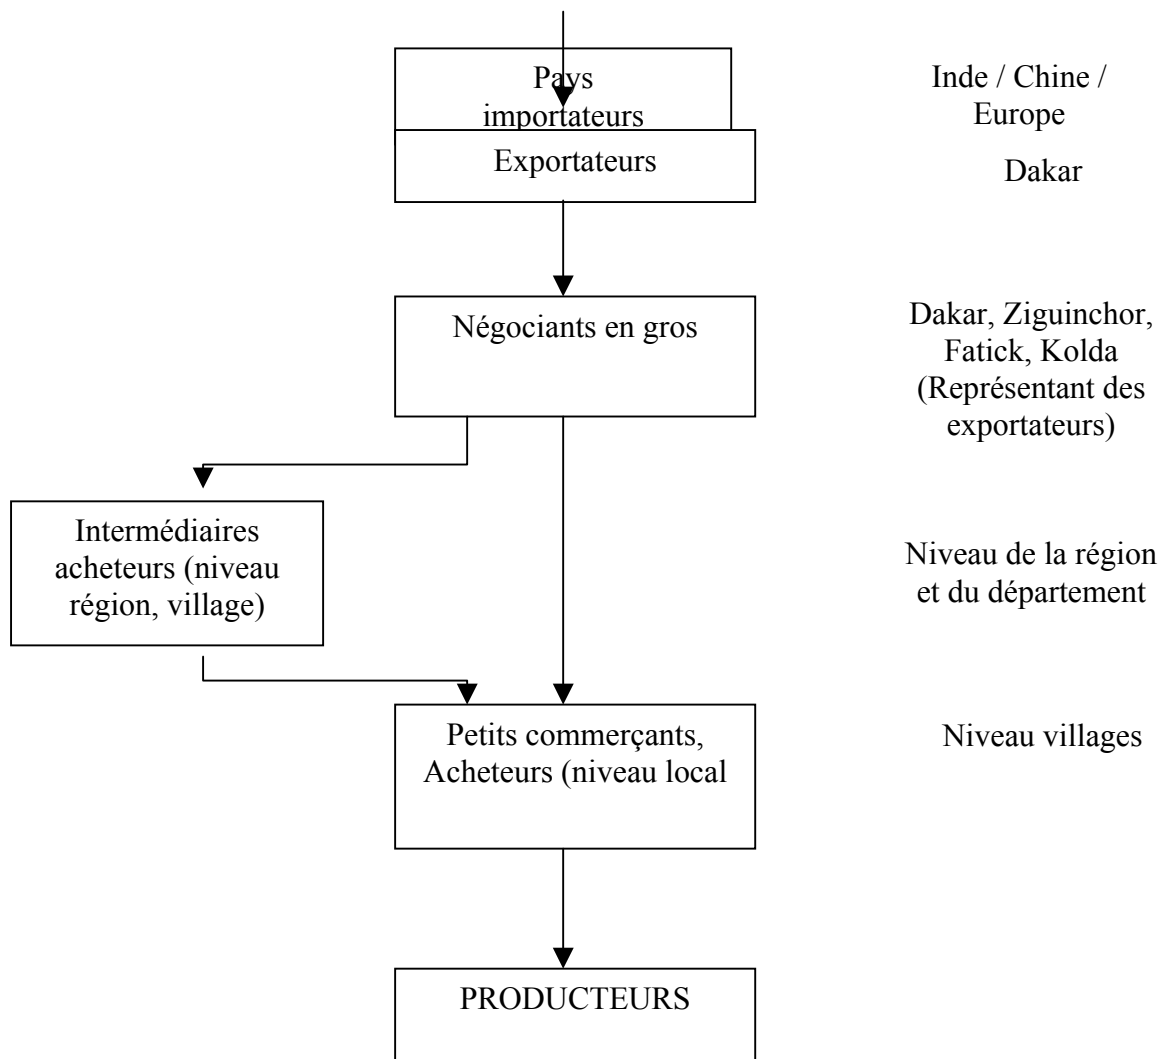 Pays
importateurs
Inde / Chine /
Europe
Exportateurs
Dakar
Négociants en gros
Dakar, Ziguinchor,
Fatick, Kolda
(Représentant des
exportateurs)
Intermédiaires
acheteurs (niveau
région, village)
Niveau de la région
et du département
Petits commerçants,
Acheteurs (niveau local
Niveau villages
PRODUCTEURS